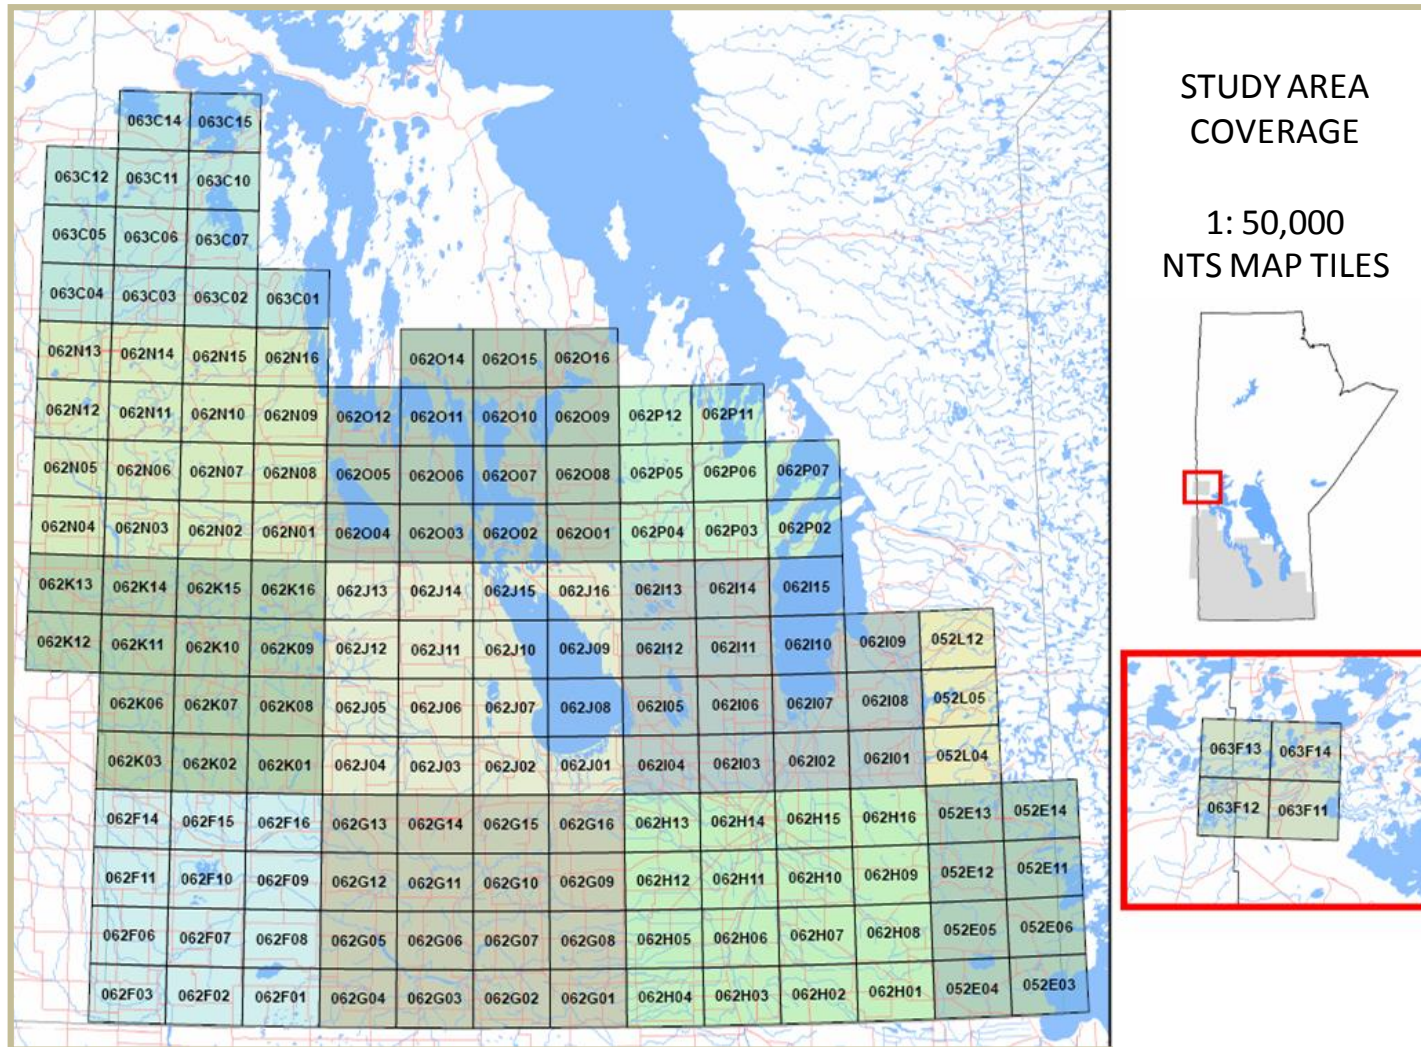 STUDY AREA
COVERAGE
1: 50,000
NTS MAP TILES
063C14 063C15
063C12 063C11 063C10
063C05 063C06 063C07
063C04 063C03 063C02 063C01
062N13 062N14 062N15 062N16 062O14 062O15 062O16
062N12 062N11 062N10 062N09 062O12 062O11 062O10 062O09 062P12 062P11
062N05 062N06 062N07 062N08 062O05 062O06 062O07 062O08 062P05 062P06 062P07
062N04 062N03 062N02 062N01 062O04 062O03 062O02 062O01 062P04 062P03 062P02
062K13 062K14 062K15 062K16 062J13 062J14 062J15 062J16 062I13 062I14 062I15
062K12 062K11 062K10 062K09 062J12 062J11 062J10 062J09 062I12 062I11 062I10 062I09 052L12
062K06 062K07 062K08 062J05 062J06 062J07 062J08 062I05 062I06 062I07 062I08 052L05
062K03 062K02 062K01 062J04 062J03 062J02 062J01 062I04 062I03 062I02 062I01 052L04
062F14 062F15 062F16 062G13 062G14 062G15 062G16 062H13 062H14 062H15 062H16 052E13 052E14
062F11 062F10 062F09 062G12 062G11 062G10 062G09 062H12 062H11 062H10 062H09 052E12 052E11
062F06 062F07 062F08 062G05 062G06 062G07 062G08 062H05 062H06 062H07 062H08 052E05 052E06
062F03 062F02 062F01 062G04 062G03 062G02 062G01 062H04 062H03 062H02 062H01 052E04 052E03
063F13 063F14
063F12 063F11